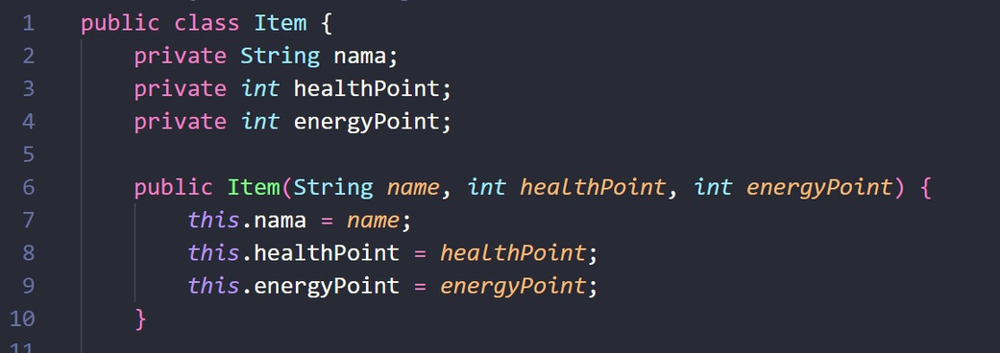 1 public class Item {
2 private String nama;
3 private int healthPoint;
4 private int energyPoint;
5
6 public Item(String name, int healthPoint, int energyPoint) {
7 this.nama = name;
8 this.healthPoint = healthPoint;
9 this.energyPoint = energyPoint;
10 }
11